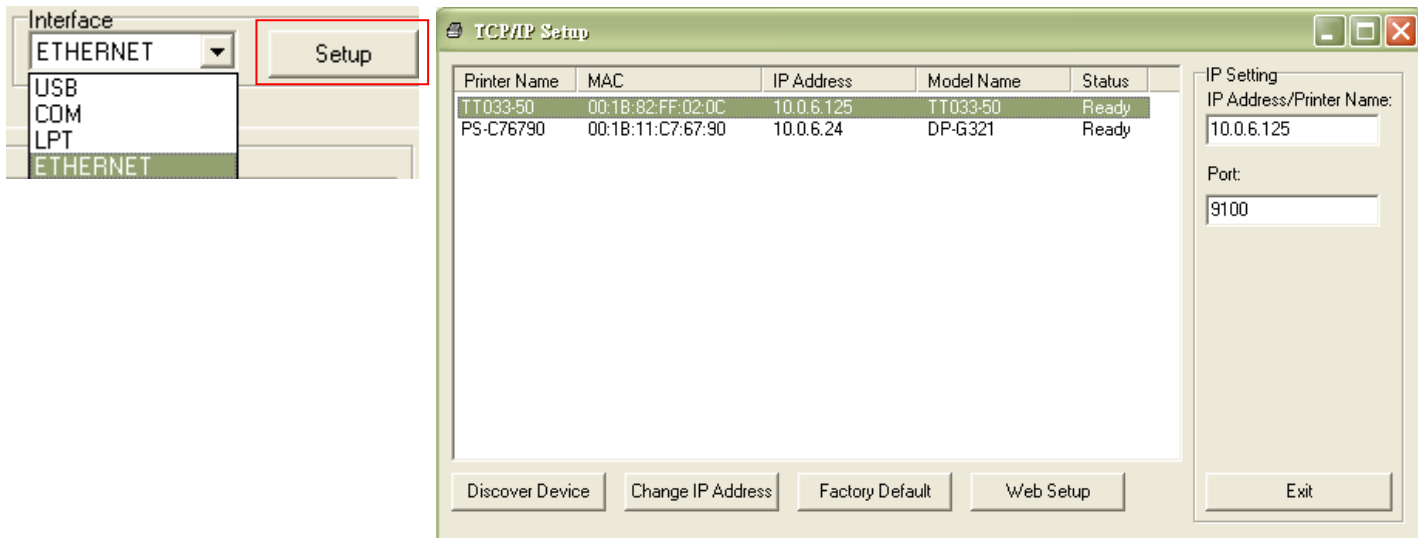 Interface
ETHERNET
Setup
USB
COM
LPT
ETHERNET
TCP/IP Setup
Printer Name MAC IP Address Model Name Status
TT033-50 00:1B:82:FF:02:0C 10.0.6.125 TT033-50 Ready
PS-C76790 00:1B:11:C7:67:90 10.0.6.24 DP-G321 Ready
IP Setting
IP Address/Printer Name:
10.0.6.125
Port:
9100
Discover Device Change IP Address Factory Default Web Setup Exit